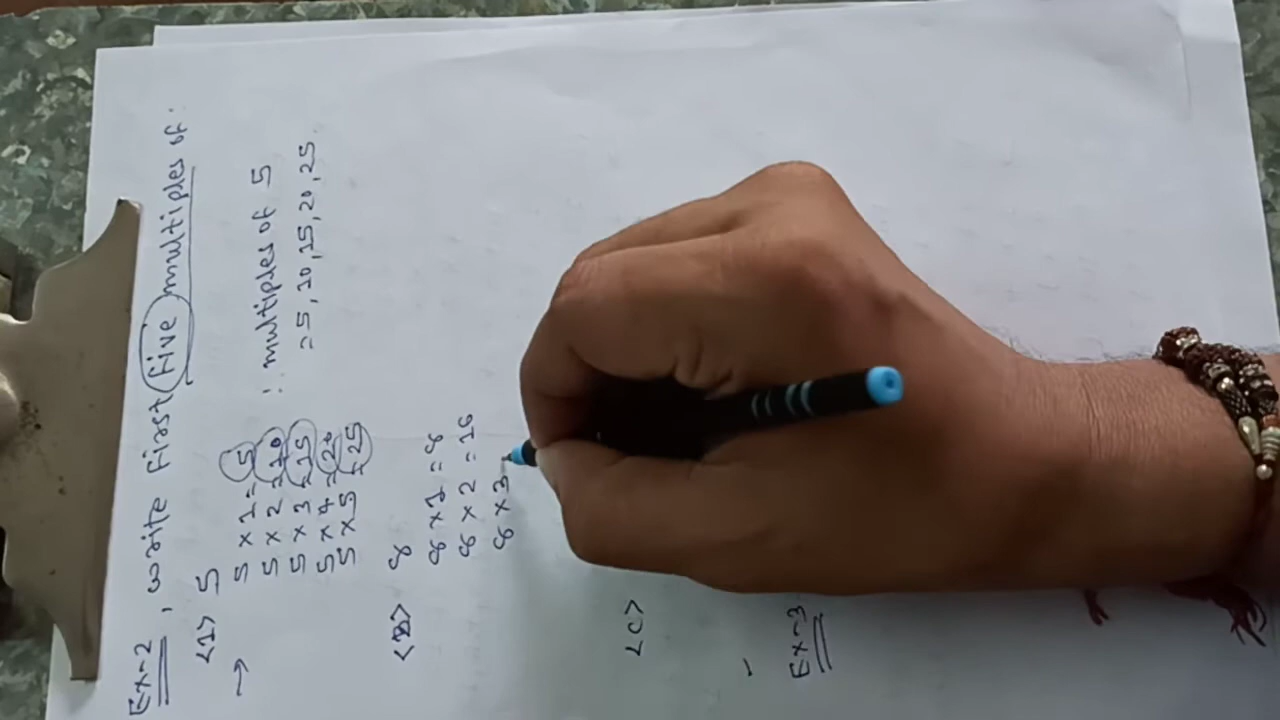 Ex-2, write first five multiples of.
<1> 5
→ 5 × 1 = 5
5 × 2 = 10 ∴ multiples of 5
5 × 3 = 15 = 5, 10, 15, 20, 25.
5 × 4 = 20
5 × 5 = 25
<B> 8
8 × 1 = 8
8 × 2 = 16
8 × 3
<C>
Ex-3